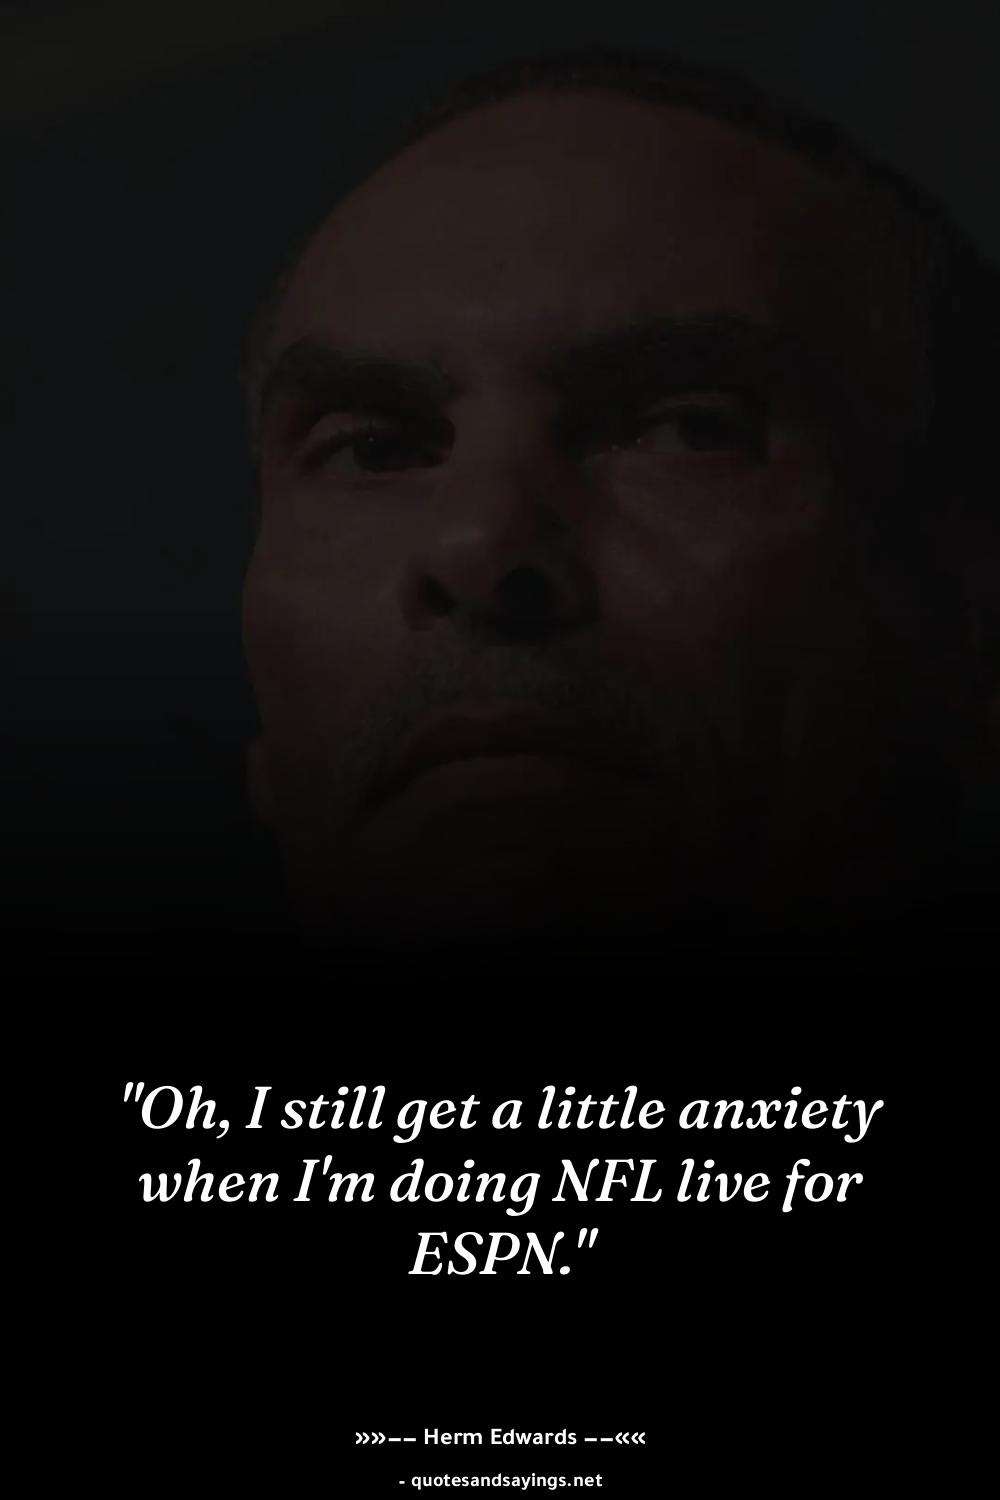 "Oh, I still get a little anxiety
when I'm doing NFL live for
ESPN."
»»−− Herm Edwards −−««
- quotesandsayings.net